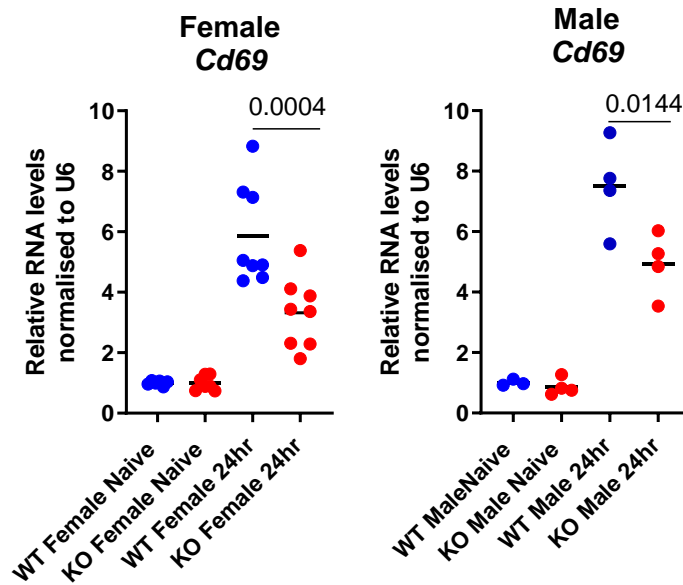 Female
Cd69
Relative RNA levels
normalised to U6
10
8
6
4
2
0
0.0004
WT Female Naive
KO Female Naive
WT Female 24hr
KO Female 24hr
Male
Cd69
Relative RNA levels
normalised to U6
10
8
6
4
2
0
0.0144
WT MaleNaive
KO Male Naive
WT Male 24hr
KO Male 24hr